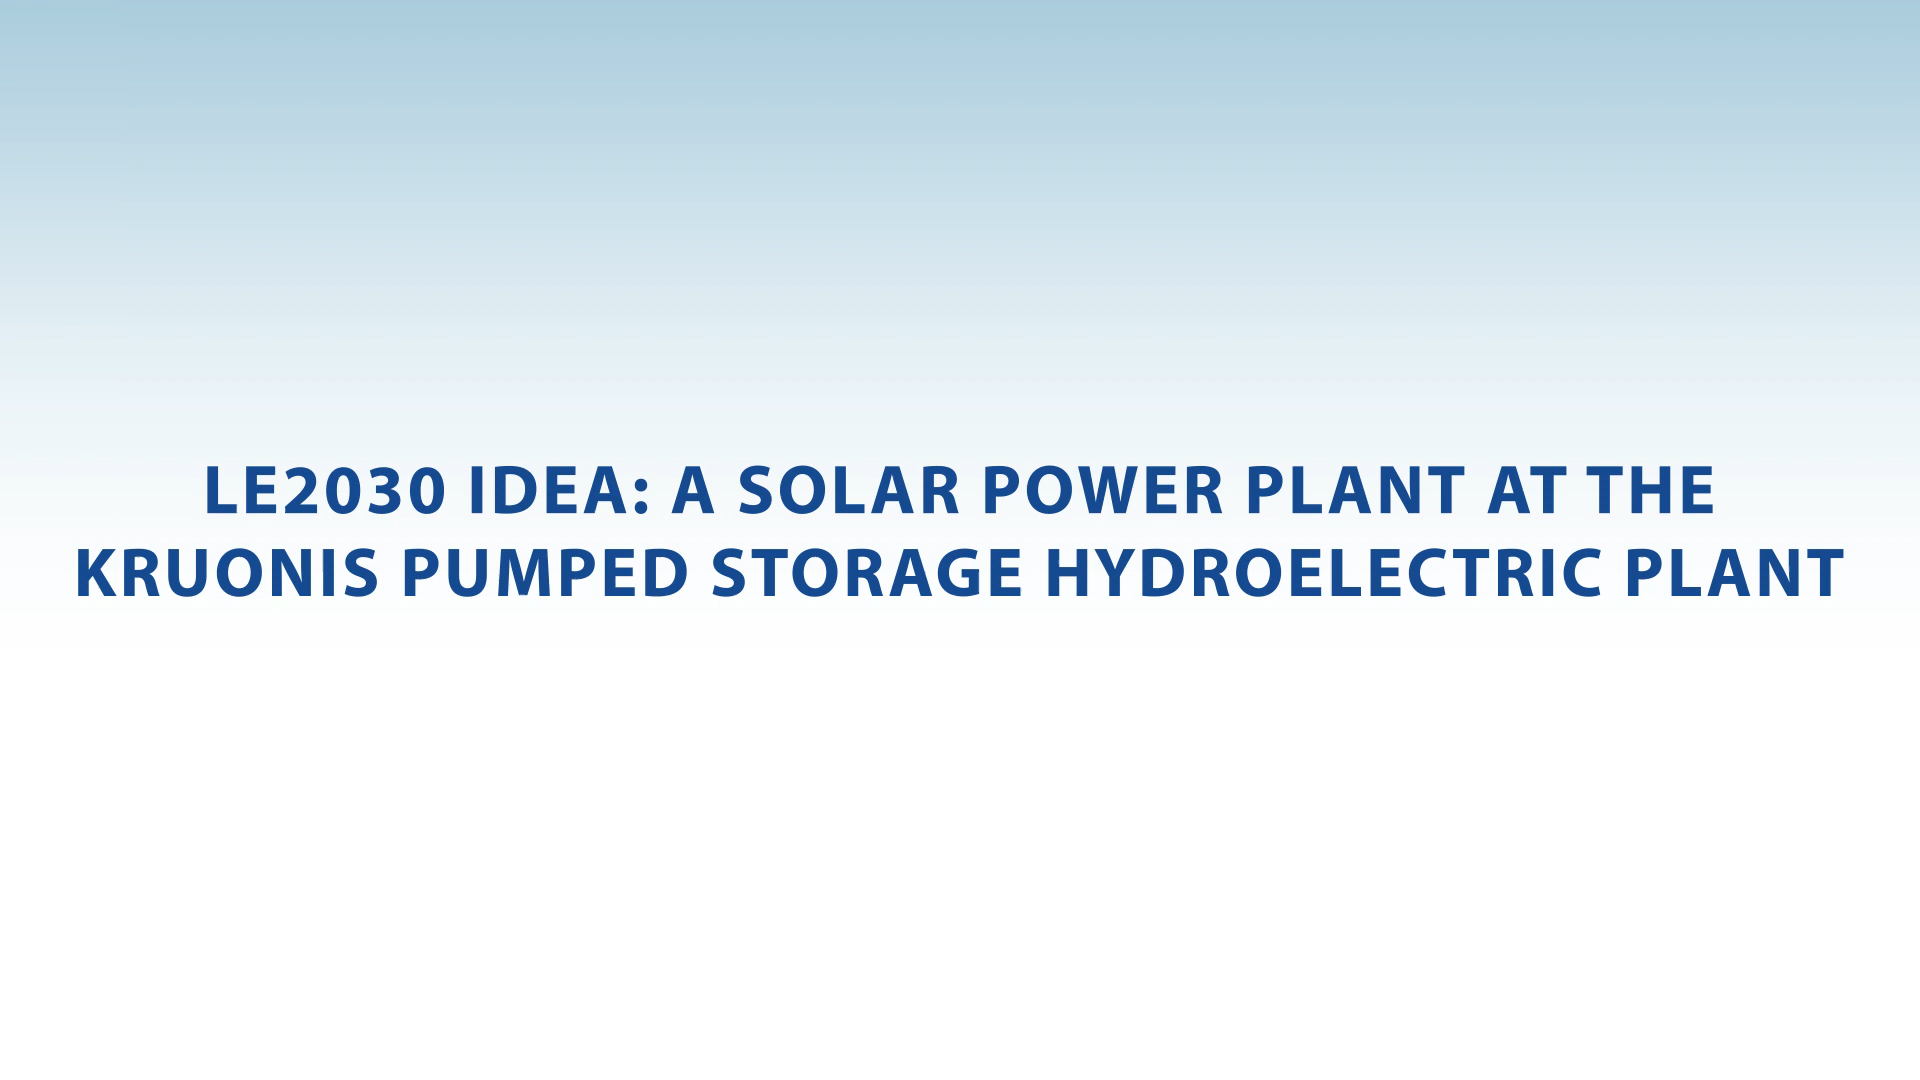 LE2030 IDEA: A SOLAR POWER PLANT AT THE
KRUONIS PUMPED STORAGE HYDROELECTRIC PLANT